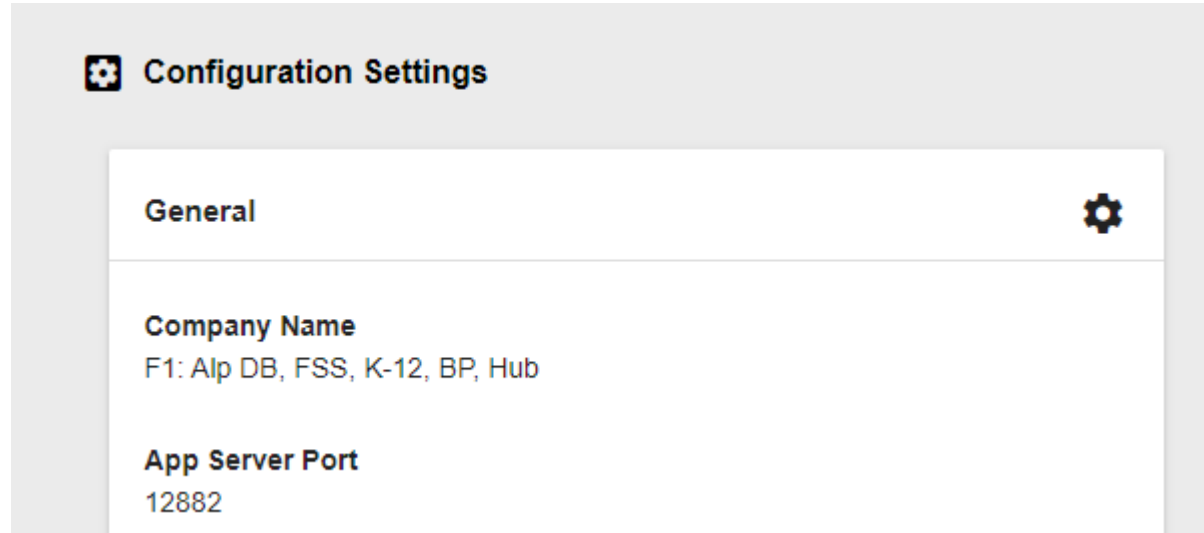 Configuration Settings
General
Company Name
F1: Alp DB, FSS, K-12, BP, Hub
App Server Port
12882